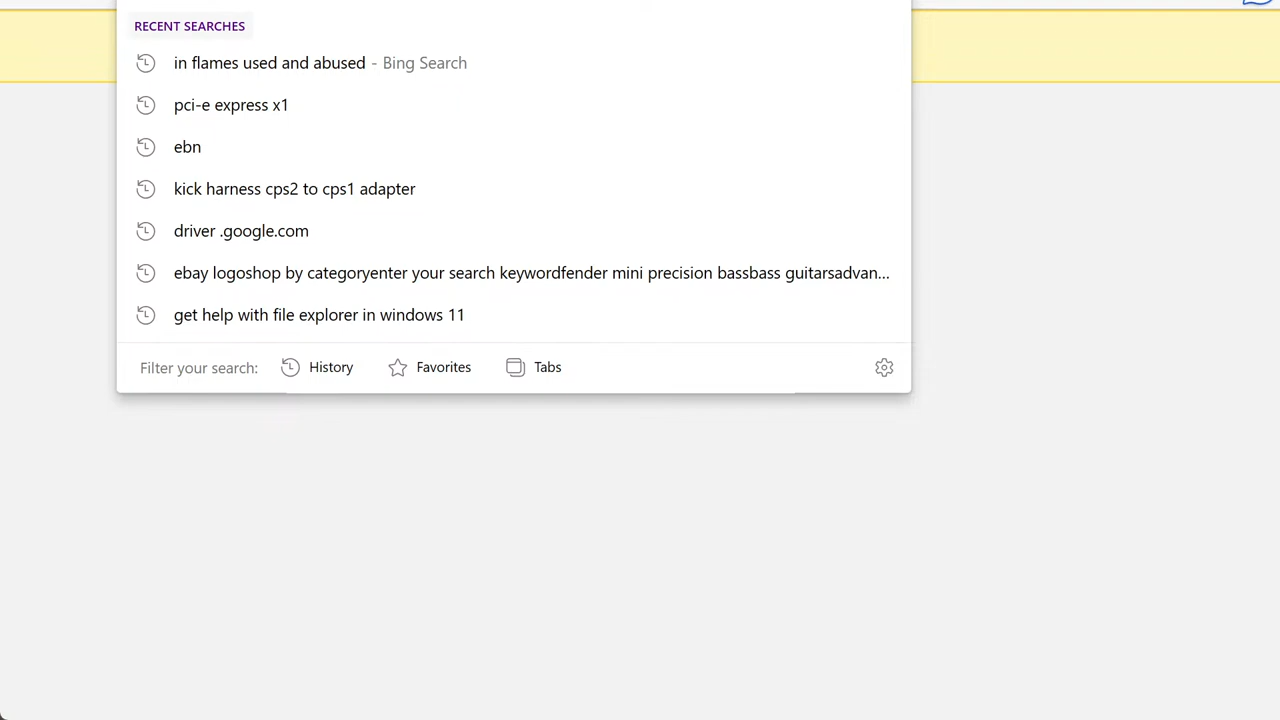 RECENT SEARCHES
in flames used and abused - Bing Search
pci-e express x1
ebn
kick harness cps2 to cps1 adapter
driver .google.com
ebay logoshop by categoryenter your search keywordfender mini precision bassbass guitarsadvan...
get help with file explorer in windows 11
Filter your search: History Favorites Tabs